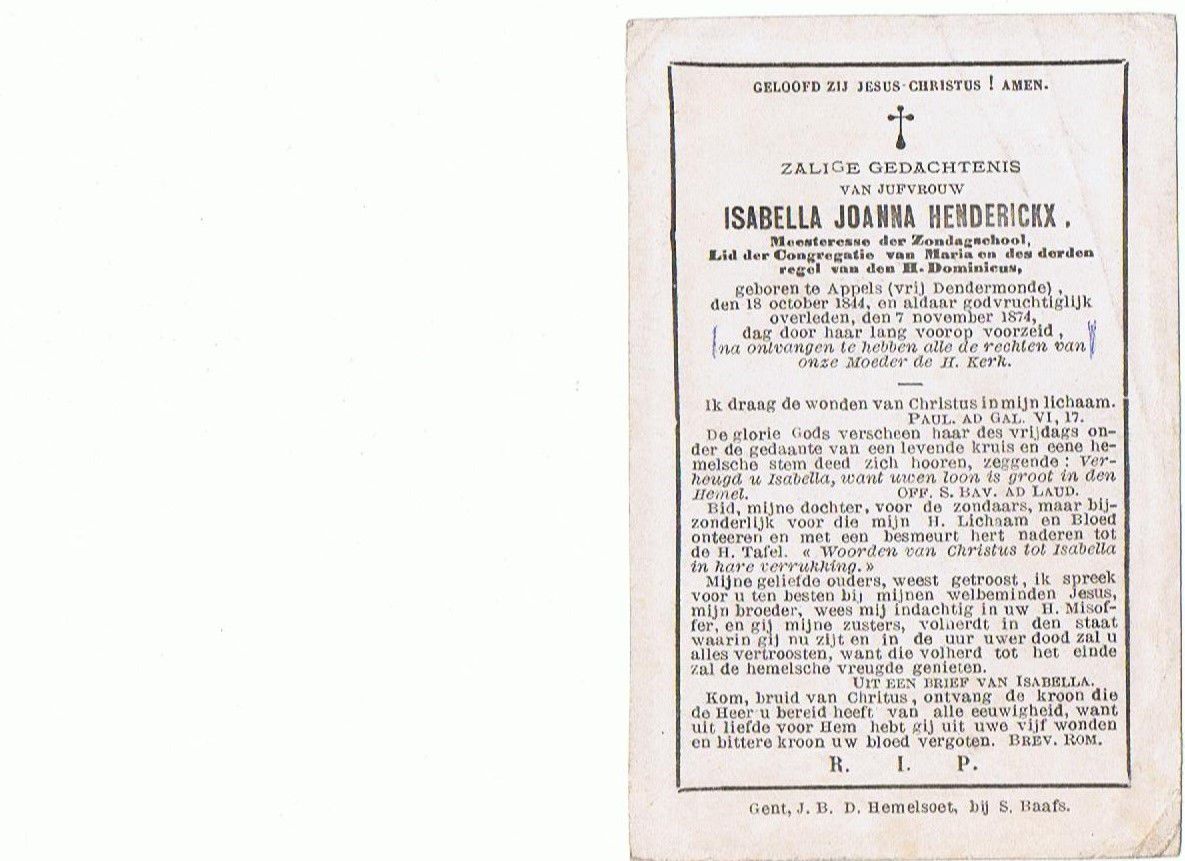 GELOOFD ZIJ JESUS-CHRISTUS ! AMEN.
ZALIGE GEDACHTENIS
VAN JUFVROUW
ISABELLA JOANNA HENDERICKX,
Meesteresse der Zondagschool,
Lid der Congregatie van Maria en des derden
regel van den H. Dominicus,
geboren te Appels (vrij Dendermonde),
den 18 october 1844, en aldaar godvruchtiglijk
overleden, den 7 november 1874,
dag door haar lang voorop voorzeid,
na ontvangen te hebben alle de rechten van
onze Moeder de H. Kerk.
Ik draag de wonden van Christus in mijn lichaam.
PAUL. AD GAL. VI, 17.
De glorie Gods verscheen haar des vrijdags on-
der de gedaante van een levende kruis en eene he-
melsche stem deed zich hooren, zeggende : Ver-
heugd u Isabella, want uwen loon is groot in den
Hemel. OFF. S. BAV. AD LAUD.
Bid, mijne dochter, voor de zondaars, maar bij-
zonderlijk voor die mijn H. Lichaam en Bloed
onteeren en met een besmeurt hert naderen tot
de H. Tafel. « Woorden van Christus tot Isabella
in hare verrukking. »
Mijne geliefde ouders, weest getroost, ik spreek
voor u ten besten bij mijnen welbeminden Jesus,
mijn broeder, wees mij indachtig in uw H. Misof-
fer, en gij mijne zusters, volherdt in den staat
waarin gij nu zijt en in de uur uwer dood zal u
alles vertroosten, want die volherd tot het einde
zal de hemelsche vreugde genieten.
UIT EEN BRIEF VAN ISABELLA.
Kom, bruid van Chritus, ontvang de kroon die
de Heer u bereid heeft van alle eeuwigheid, want
uit liefde voor Hem hebt gij uit uwe vijf wonden
en bittere kroon uw bloed vergoten. BREV. ROM.
R. I. P.
Gent, J. B. D. Hemelsoet, bij S. Baafs.